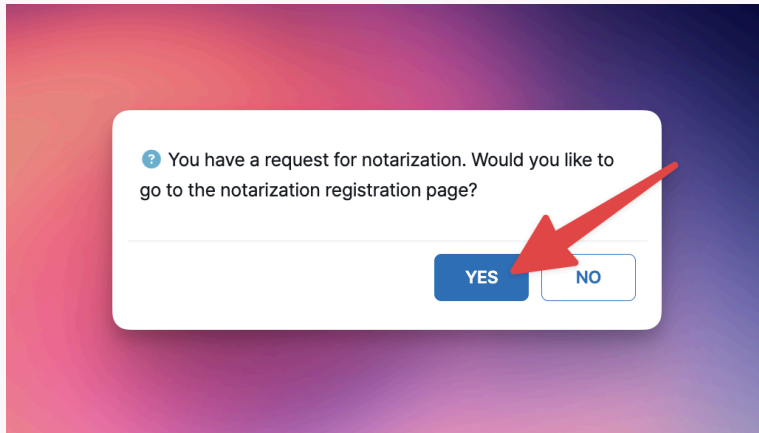 ? You have a request for notarization. Would you like to
go to the notarization registration page?
YES
NO